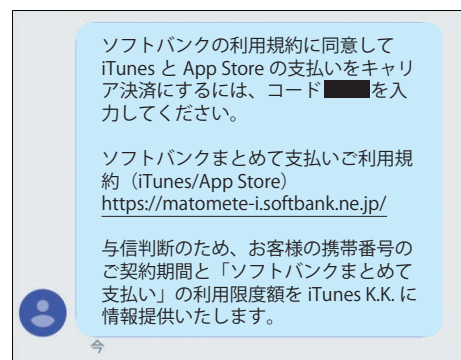 ソフトバンクの利用規約に同意して
iTunes と App Store の支払いをキャリ
ア決済にするには、コード を入
力してください。
ソフトバンクまとめて支払いご利用規
約（iTunes/App Store）
https://matomete-i.softbank.ne.jp/
与信判断のため、お客様の携帯番号の
ご契約期間と「ソフトバンクまとめて
支払い」の利用限度額を iTunes K.K. に
情報提供いたします。
今